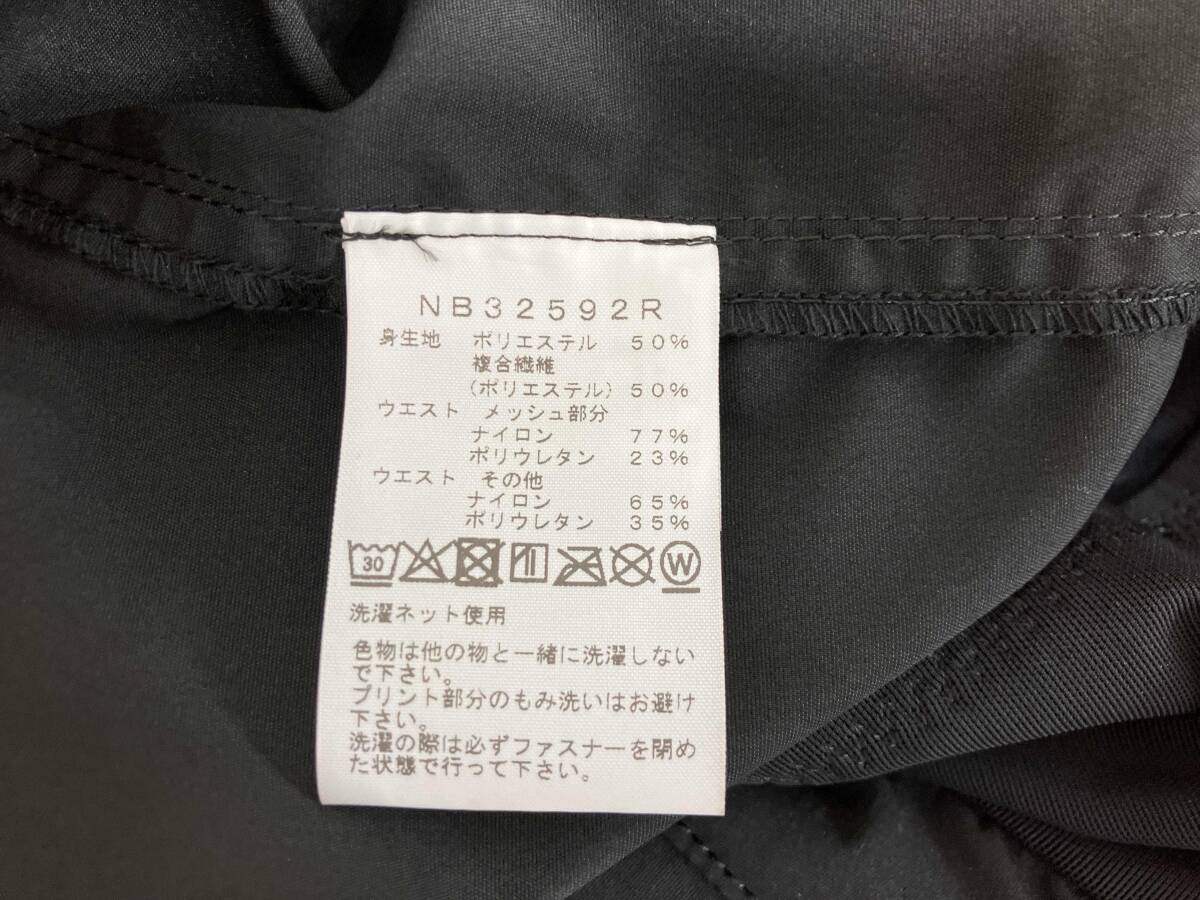 NB32592R
身生地 ポリエステル 50%
複合繊維
(ポリエステル) 50%
ウエスト メッシュ部分
ナイロン 77%
ポリウレタン 23%
ウエスト その他
ナイロン 65%
ポリウレタン 35%
30 W
洗濯ネット使用
色物は他の物と一緒に洗濯しない
で下さい。
プリント部分のもみ洗いはお避け
下さい。
洗濯の際は必ずファスナーを閉め
た状態で行って下さい。